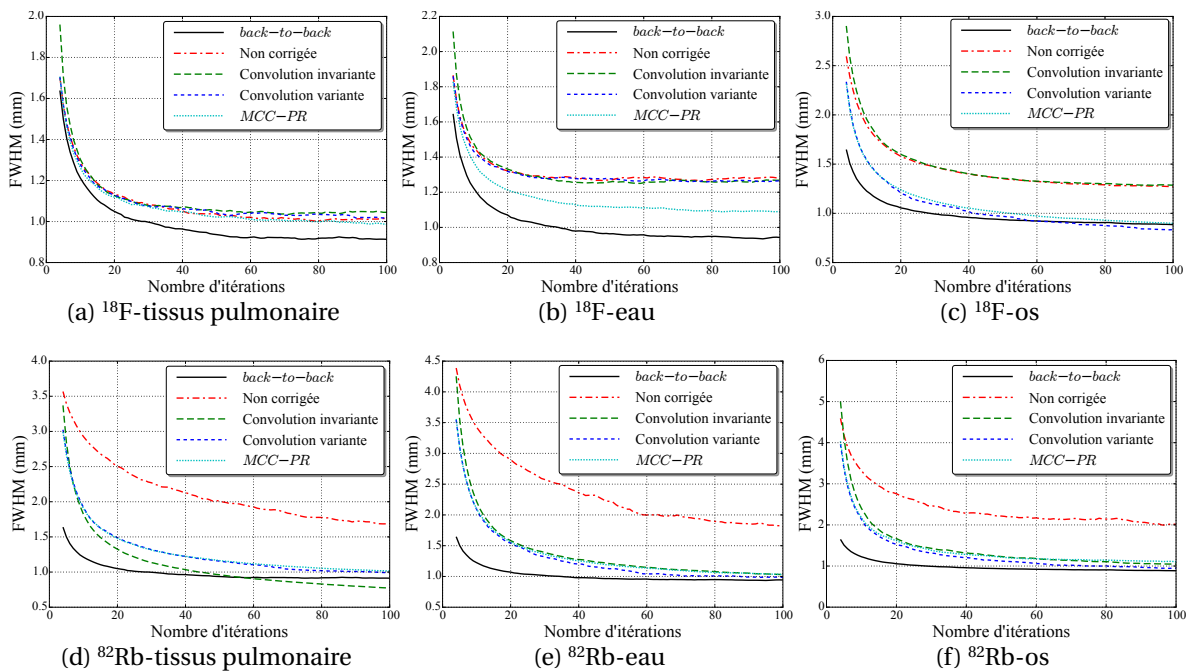 2.0
1.8
1.6
1.4
1.2
1.0
0.8
FWHM (mm)
back−to−back
Non corrigée
Convolution invariante
Convolution variante
MCC−PR
0 20 40 60 80 100
Nombre d'itérations
(a) ¹⁸F-tissus pulmonaire
2.2
2.0
1.8
1.6
1.4
1.2
1.0
0.8
FWHM (mm)
back−to−back
Non corrigée
Convolution invariante
Convolution variante
MCC−PR
0 20 40 60 80 100
Nombre d'itérations
(b) ¹⁸F-eau
3.0
2.5
2.0
1.5
1.0
0.5
FWHM (mm)
back−to−back
Non corrigée
Convolution invariante
Convolution variante
MCC−PR
0 20 40 60 80 100
Nombre d'itérations
(c) ¹⁸F-os
4.0
3.5
3.0
2.5
2.0
1.5
1.0
0.5
FWHM (mm)
back−to−back
Non corrigée
Convolution invariante
Convolution variante
MCC−PR
0 20 40 60 80 100
Nombre d'itérations
(d) ⁸²Rb-tissus pulmonaire
4.5
4.0
3.5
3.0
2.5
2.0
1.5
1.0
0.5
FWHM (mm)
back−to−back
Non corrigée
Convolution invariante
Convolution variante
MCC−PR
0 20 40 60 80 100
Nombre d'itérations
(e) ⁸²Rb-eau
6
5
4
3
2
1
0
FWHM (mm)
back−to−back
Non corrigée
Convolution invariante
Convolution variante
MCC−PR
0 20 40 60 80 100
Nombre d'itérations
(f) ⁸²Rb-os